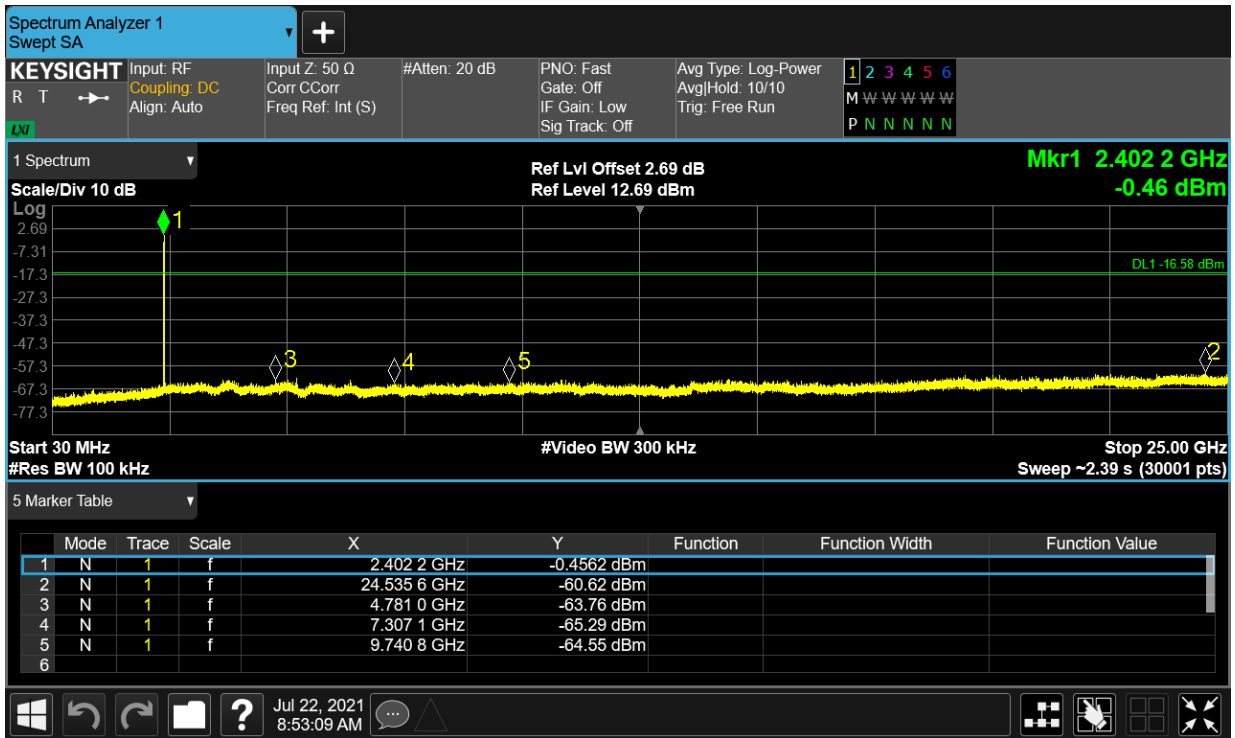 Spectrum Analyzer 1
Swept SA
KEYSIGHT
R T
LXI
Input: RF
Coupling: DC
Align: Auto
Input Z: 50 Ω
Corr CCorr
Freq Ref: Int (S)
#Atten: 20 dB
PNO: Fast
Gate: Off
IF Gain: Low
Sig Track: Off
Avg Type: Log-Power
Avg|Hold: 10/10
Trig: Free Run
1 2 3 4 5 6
M W W W W W
P N N N N N
1 Spectrum
Scale/Div 10 dB
Ref Lvl Offset 2.69 dB
Ref Level 12.69 dBm
Mkr1 2.402 2 GHz
-0.46 dBm
Log
2.69
-7.31
-17.3
-27.3
-37.3
-47.3
-57.3
-67.3
-77.3
1
DL1 -16.58 dBm
3
4
5
2
Start 30 MHz
#Video BW 300 kHz
Stop 25.00 GHz
#Res BW 100 kHz
Sweep ~2.39 s (30001 pts)
5 Marker Table
Mode Trace Scale X Y Function Function Width Function Value
1 N 1 f 2.402 2 GHz -0.4562 dBm
2 N 1 f 24.535 6 GHz -60.62 dBm
3 N 1 f 4.781 0 GHz -63.76 dBm
4 N 1 f 7.307 1 GHz -65.29 dBm
5 N 1 f 9.740 8 GHz -64.55 dBm
6
?
Jul 22, 2021
8:53:09 AM